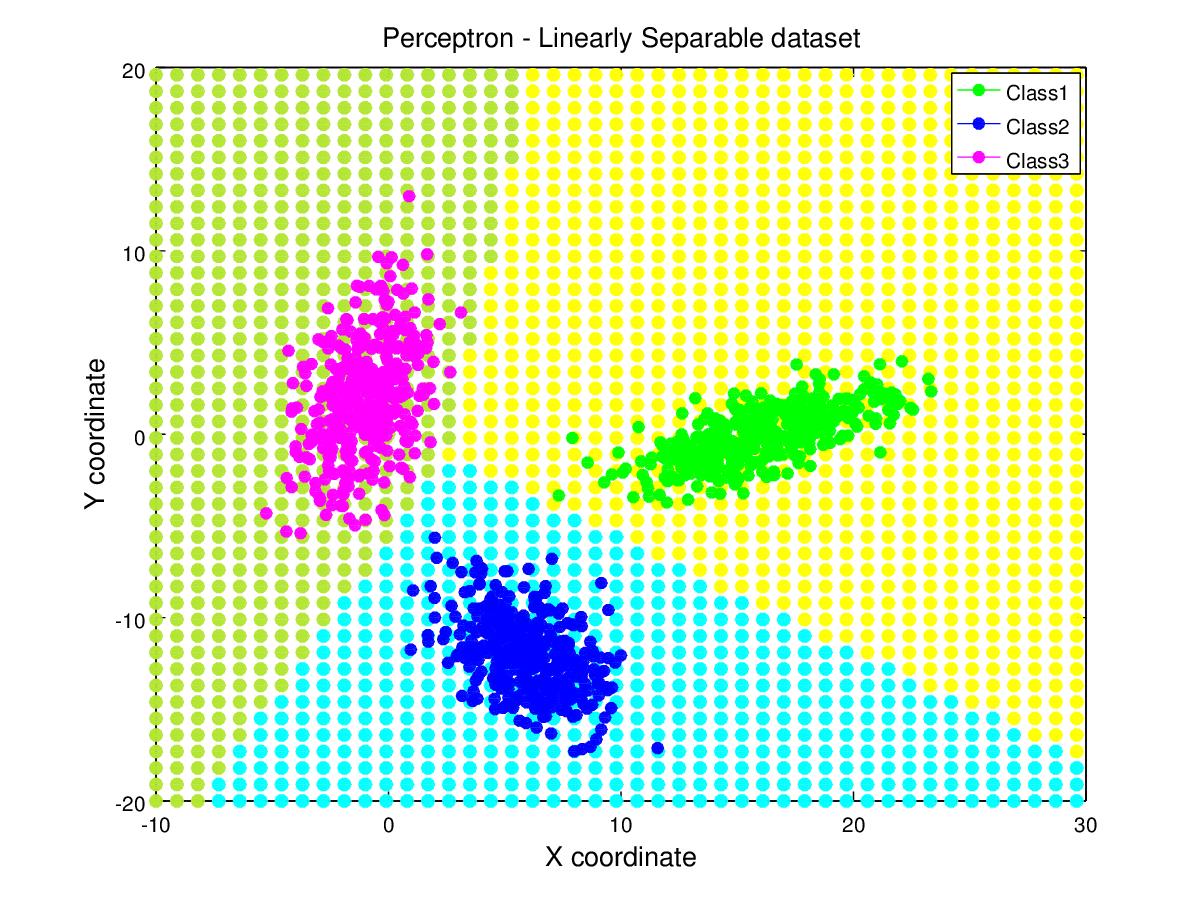 Perceptron - Linearly Separable dataset
20
Class1
Class2
Class3
10
0
-10
-20
Y coordinate
-10 0 10 20 30
X coordinate